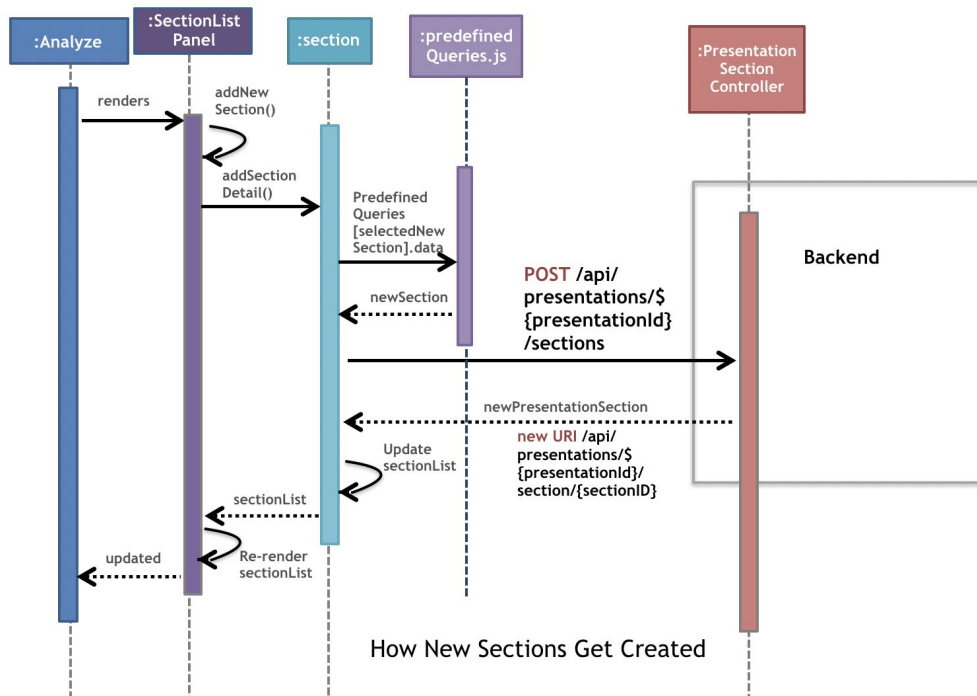 :Analyze
:SectionList
Panel
:section
:predefined
Queries.js
:Presentation
Section
Controller
renders
addNew
Section()
addSection
Detail()
Predefined
Queries
[selectedNew
Section].data
newSection
POST /api/
presentations/$
{presentationId}
/sections
Backend
newPresentationSection
new URI /api/
presentations/$
{presentationId}/
section/{sectionID}
Update
sectionList
sectionList
Re-render
sectionList
updated
How New Sections Get Created